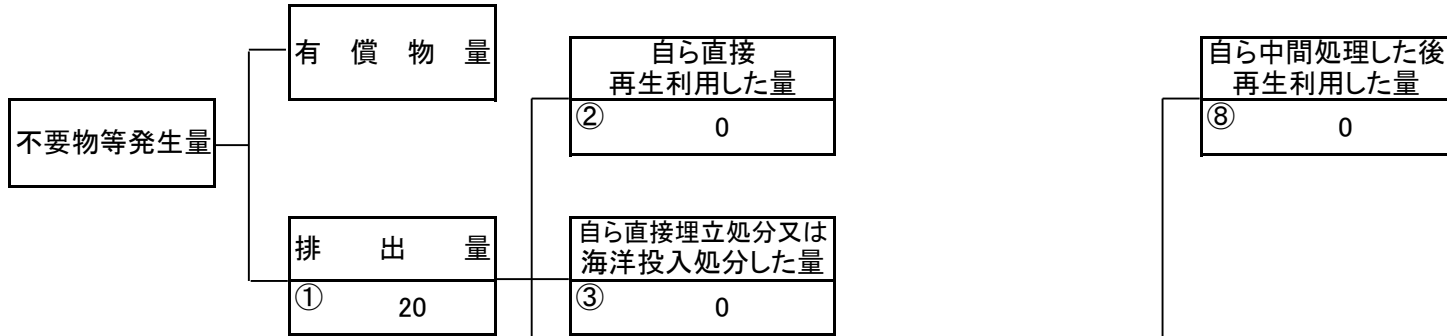 不要物等発生量
有償物量
排出量
① 20
自ら直接
再生利用した量
② 0
自ら直接埋立処分又は
海洋投入処分した量
③ 0
自ら中間処理した後
再生利用した量
⑧ 0